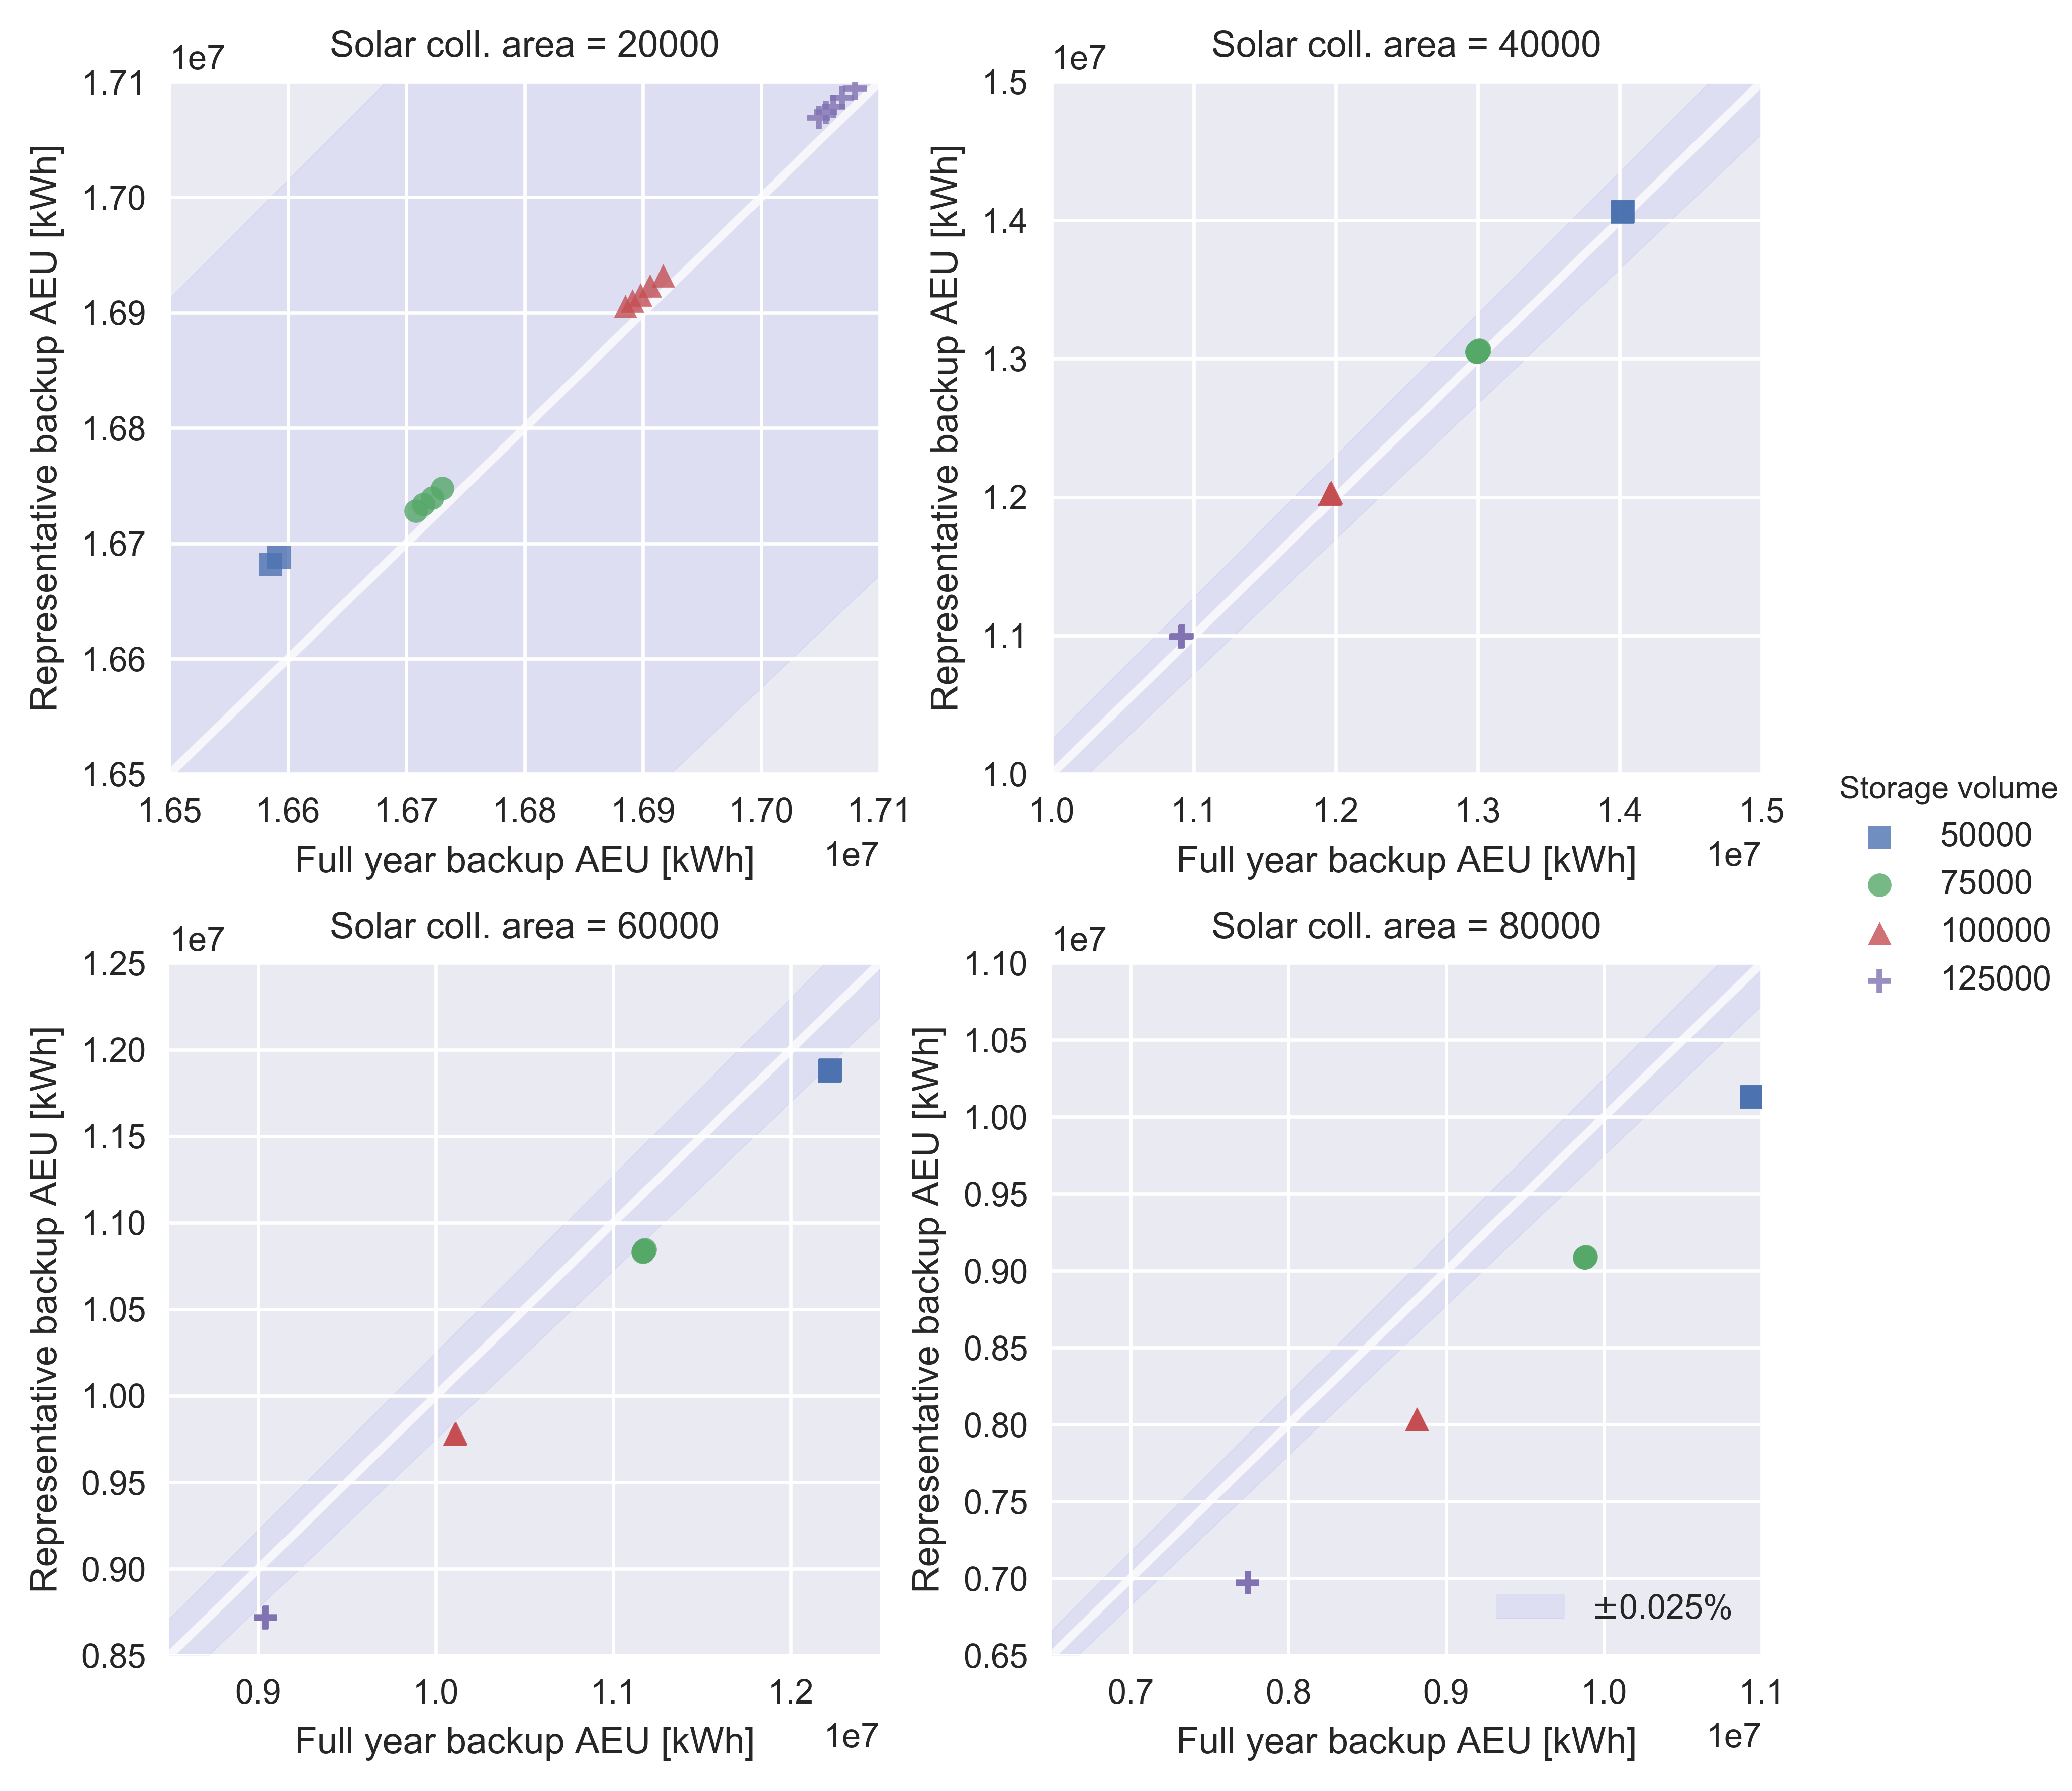 Solar coll. area = 20000
1e7
1.71
1.70
1.69
1.68
1.67
1.66
1.65
Representative backup AEU [kWh]
1.65 1.66 1.67 1.68 1.69 1.70 1.71
Full year backup AEU [kWh]
1e7
Solar coll. area = 40000
1e7
1.5
1.4
1.3
1.2
1.1
1.0
Representative backup AEU [kWh]
1.0 1.1 1.2 1.3 1.4 1.5
Full year backup AEU [kWh]
1e7
Storage volume
50000
75000
100000
125000
Solar coll. area = 60000
1e7
1.25
1.20
1.15
1.10
1.05
1.00
0.95
0.90
0.85
Representative backup AEU [kWh]
0.9 1.0 1.1 1.2
Full year backup AEU [kWh]
1e7
Solar coll. area = 80000
1e7
1.10
1.05
1.00
0.95
0.90
0.85
0.80
0.75
0.70
0.65
Representative backup AEU [kWh]
±0.025%
0.7 0.8 0.9 1.0 1.1
Full year backup AEU [kWh]
1e7